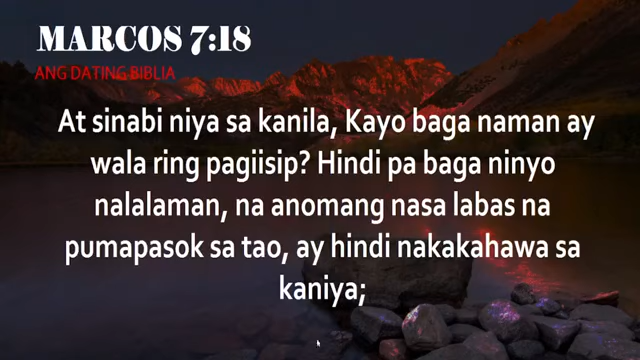 MARCOS 7:18
ANG DATING BIBLIA
At sinabi niya sa kanila, Kayo baga naman ay
wala ring pagiisip? Hindi pa baga ninyo
nalalaman, na anomang nasa labas na
pumapasok sa tao, ay hindi nakakahawa sa
kaniya;